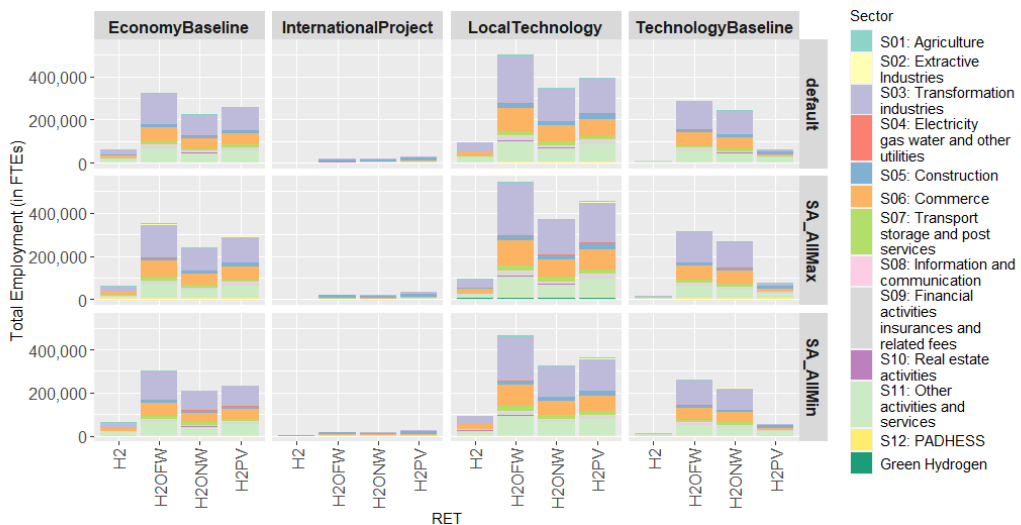 EconomyBaseline InternationalProject LocalTechnology TechnologyBaseline
Total Employment (in FTEs)
400,000
200,000
0
default
400,000
200,000
0
SA_AllMax
400,000
200,000
0
SA_AllMin
H2 H2OFW H2ONW H2PV H2 H2OFW H2ONW H2PV H2 H2OFW H2ONW H2PV H2 H2OFW H2ONW H2PV
RET
Sector
S01: Agriculture
S02: Extractive
Industries
S03: Transformation
industries
S04: Electricity
gas water and other
utilities
S05: Construction
S06: Commerce
S07: Transport
storage and post
services
S08: Information and
communication
S09: Financial
activities
insurances and
related fees
S10: Real estate
activities
S11: Other
activities and
services
S12: PADHESS
Green Hydrogen